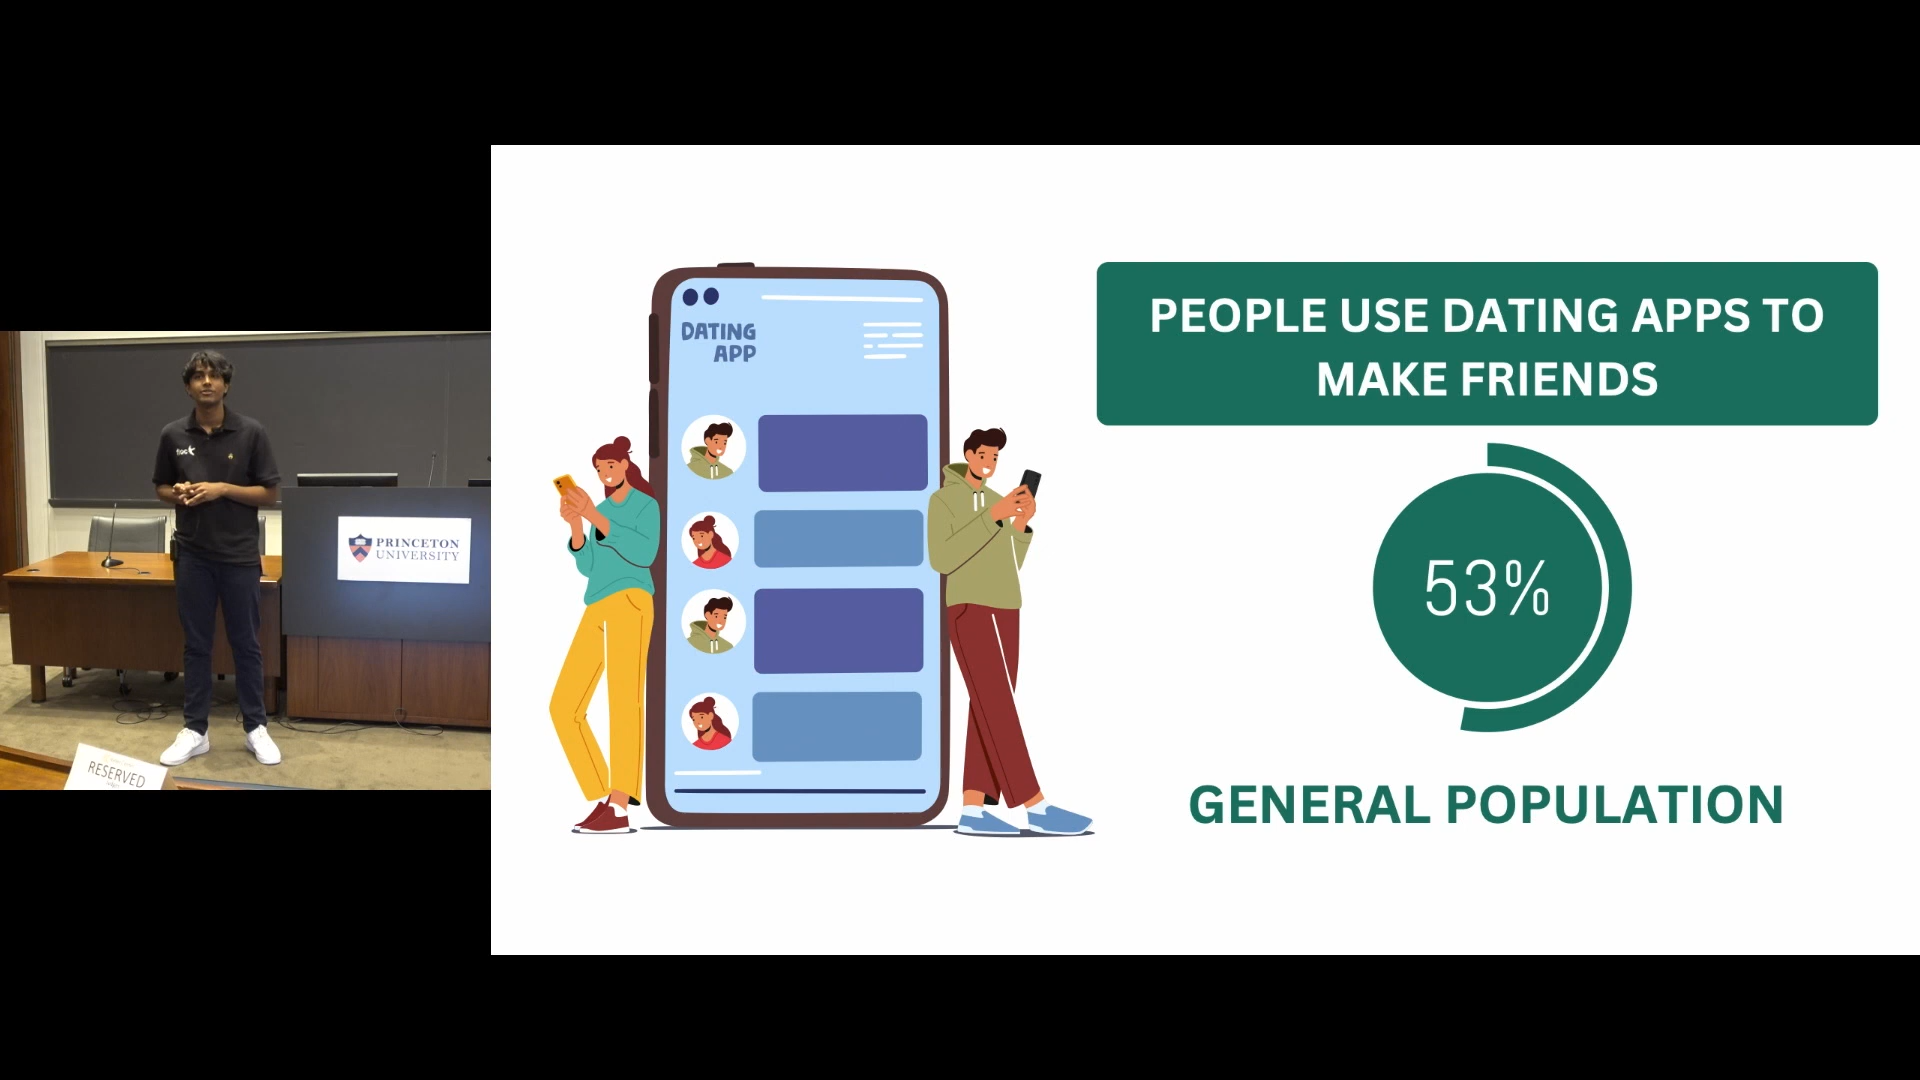 DATING
APP
PEOPLE USE DATING APPS TO
MAKE FRIENDS
53%
GENERAL POPULATION
PRINCETON
UNIVERSITY
RESERVED